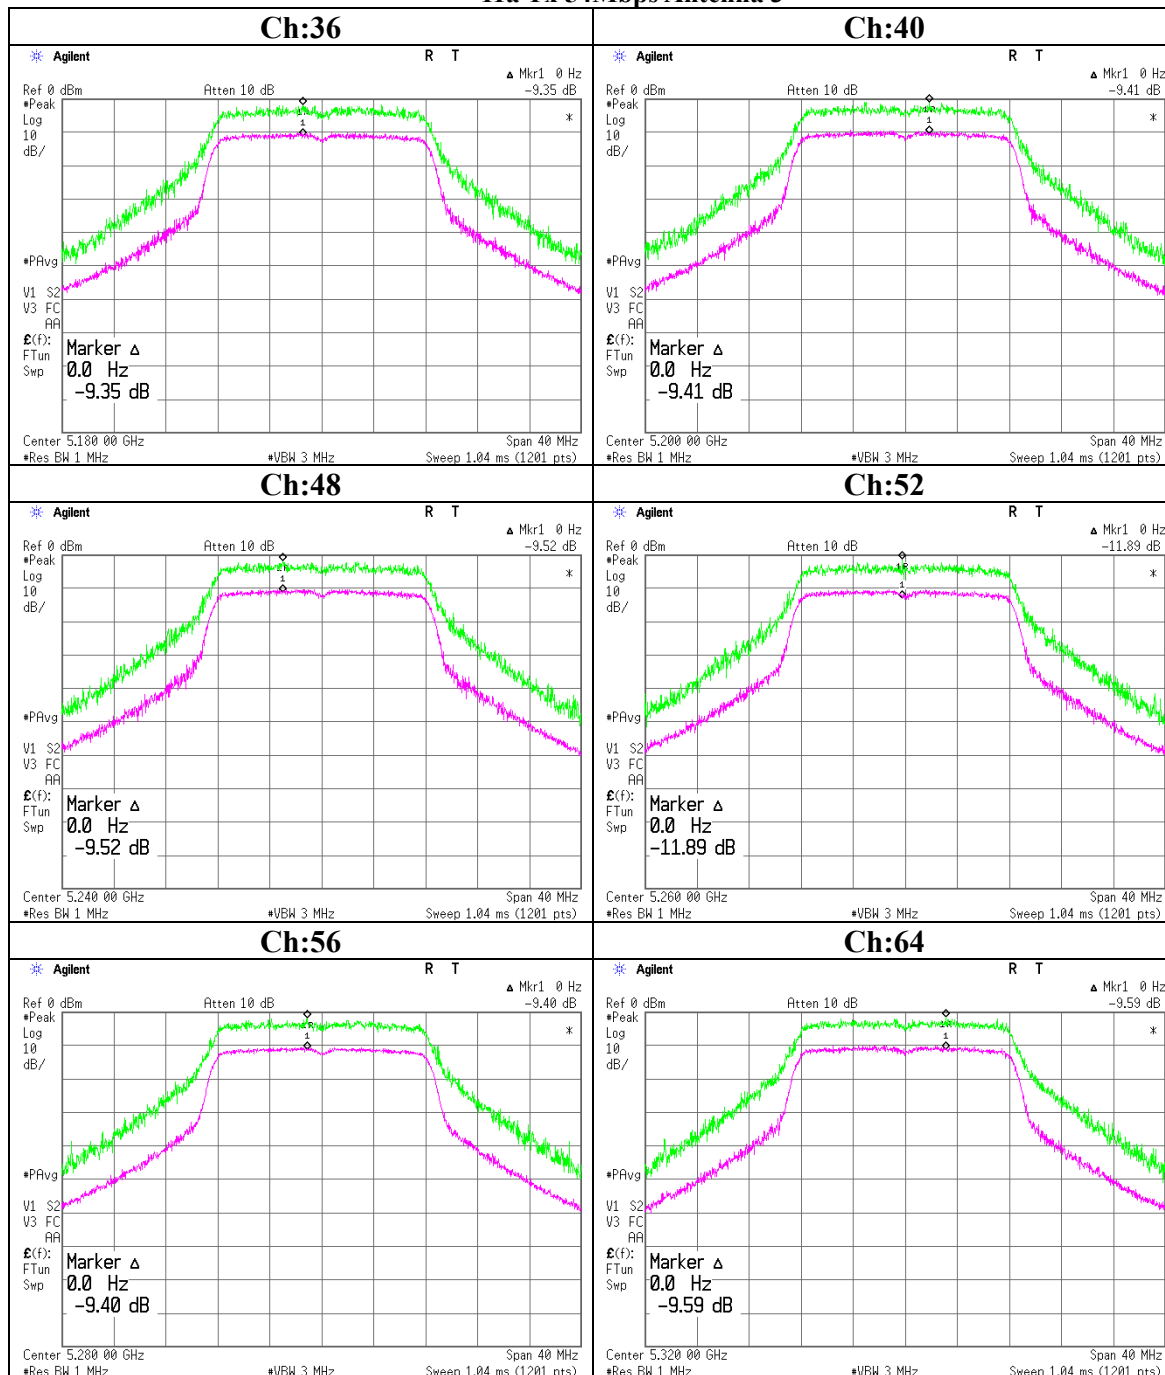 11a Tx 54Mbps Antenna 3
Ch:36
Ch:40
Agilent
R T
Δ Mkr1 0 Hz
Ref 0 dBm
Atten 10 dB
-9.35 dB
#Peak
Log
10
dB/
*
1R
1
#PAvg
V1 S2
V3 FC
AA
£(f):
FTun
Swp
Marker Δ
0.0 Hz
-9.35 dB
Center 5.180 00 GHz
Span 40 MHz
#Res BW 1 MHz
#VBW 3 MHz
Sweep 1.04 ms (1201 pts)
Agilent
R T
Δ Mkr1 0 Hz
Ref 0 dBm
Atten 10 dB
-9.41 dB
#Peak
Log
10
dB/
*
1R
1
#PAvg
V1 S2
V3 FC
AA
£(f):
FTun
Swp
Marker Δ
0.0 Hz
-9.41 dB
Center 5.200 00 GHz
Span 40 MHz
#Res BW 1 MHz
#VBW 3 MHz
Sweep 1.04 ms (1201 pts)
Ch:48
Ch:52
Agilent
R T
Δ Mkr1 0 Hz
Ref 0 dBm
Atten 10 dB
-9.52 dB
#Peak
Log
10
dB/
*
1R
1
#PAvg
V1 S2
V3 FC
AA
£(f):
FTun
Swp
Marker Δ
0.0 Hz
-9.52 dB
Center 5.240 00 GHz
Span 40 MHz
#Res BW 1 MHz
#VBW 3 MHz
Sweep 1.04 ms (1201 pts)
Agilent
R T
Δ Mkr1 0 Hz
Ref 0 dBm
Atten 10 dB
-11.89 dB
#Peak
Log
10
dB/
*
1R
1
#PAvg
V1 S2
V3 FC
AA
£(f):
FTun
Swp
Marker Δ
0.0 Hz
-11.89 dB
Center 5.260 00 GHz
Span 40 MHz
#Res BW 1 MHz
#VBW 3 MHz
Sweep 1.04 ms (1201 pts)
Ch:56
Ch:64
Agilent
R T
Δ Mkr1 0 Hz
Ref 0 dBm
Atten 10 dB
-9.40 dB
#Peak
Log
10
dB/
*
1R
1
#PAvg
V1 S2
V3 FC
AA
£(f):
FTun
Swp
Marker Δ
0.0 Hz
-9.40 dB
Center 5.280 00 GHz
Span 40 MHz
#Res BW 1 MHz
#VBW 3 MHz
Sweep 1.04 ms (1201 pts)
Agilent
R T
Δ Mkr1 0 Hz
Ref 0 dBm
Atten 10 dB
-9.59 dB
#Peak
Log
10
dB/
*
1R
1
#PAvg
V1 S2
V3 FC
AA
£(f):
FTun
Swp
Marker Δ
0.0 Hz
-9.59 dB
Center 5.320 00 GHz
Span 40 MHz
#Res BW 1 MHz
#VBW 3 MHz
Sweep 1.04 ms (1201 pts)